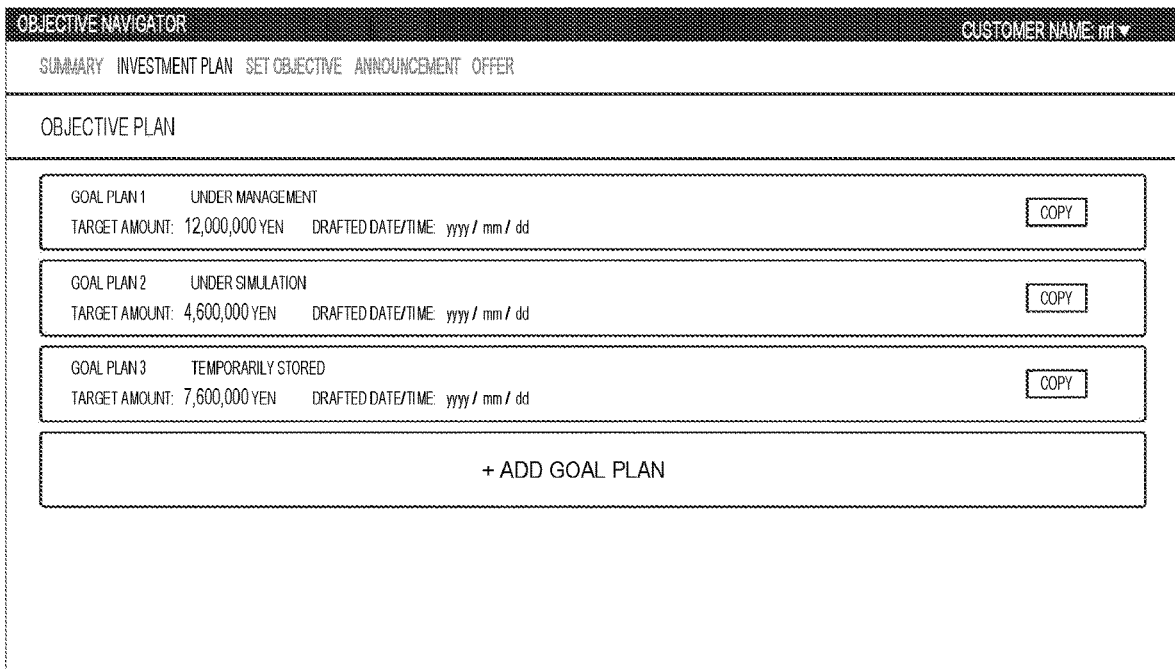 OBJECTIVE NAVIGATOR CUSTOMER NAME: nri ▼
SUMMARY INVESTMENT PLAN SET OBJECTIVE ANNOUNCEMENT OFFER
OBJECTIVE PLAN
GOAL PLAN 1 UNDER MANAGEMENT
TARGET AMOUNT: 12,000,000 YEN DRAFTED DATE/TIME: yyyy / mm / dd
COPY
GOAL PLAN 2 UNDER SIMULATION
TARGET AMOUNT: 4,600,000 YEN DRAFTED DATE/TIME: yyyy / mm / dd
COPY
GOAL PLAN 3 TEMPORARILY STORED
TARGET AMOUNT: 7,600,000 YEN DRAFTED DATE/TIME: yyyy / mm / dd
COPY
+ ADD GOAL PLAN